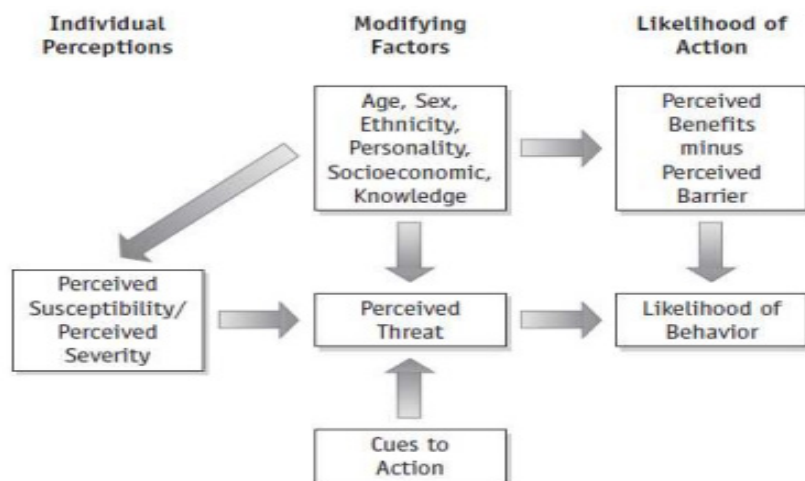 Individual
Perceptions
Modifying
Factors
Likelihood of
Action
Age, Sex,
Ethnicity,
Personality,
Socioeconomic,
Knowledge
Perceived
Benefits
minus
Perceived
Barrier
Perceived
Susceptibility/
Perceived
Severity
Perceived
Threat
Likelihood of
Behavior
Cues to
Action